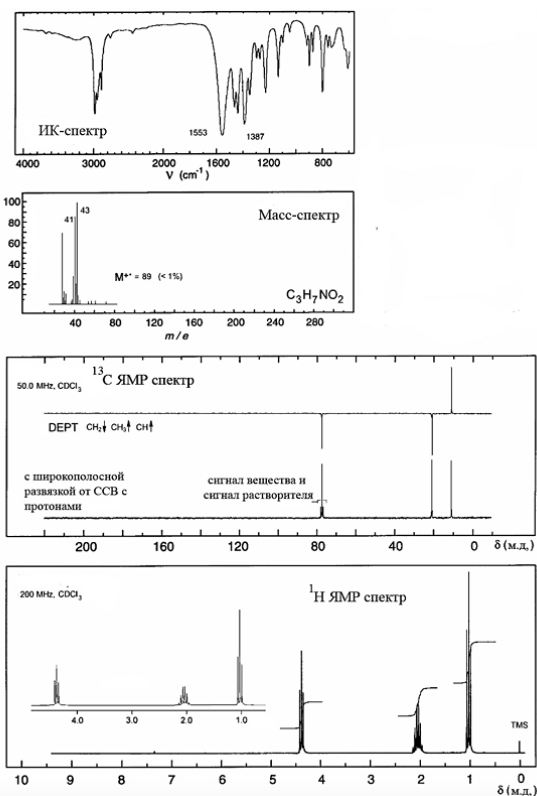 ИК-спектр
1553
1387
4000 3000 2000 1600 1200 800
ν (cm⁻¹)
100
80
60
40
20
41
43
Масс-спектр
M⁺• = 89 (< 1%)
C₃H₇NO₂
40 80 120 160 200 240 280
m / e
¹³C ЯМР спектр
50.0 MHz, CDCl₃
DEPT CH₂↓ CH₃↑ CH↑
с широкополосной
развязкой от ССВ с
протонами
сигнал вещества и
сигнал растворителя
200 160 120 80 40 0
δ (м.д,)
¹H ЯМР спектр
200 MHz, CDCl₃
4.0 3.0 2.0 1.0
TMS
10 9 8 7 6 5 4 3 2 1 0
δ (м.д.)